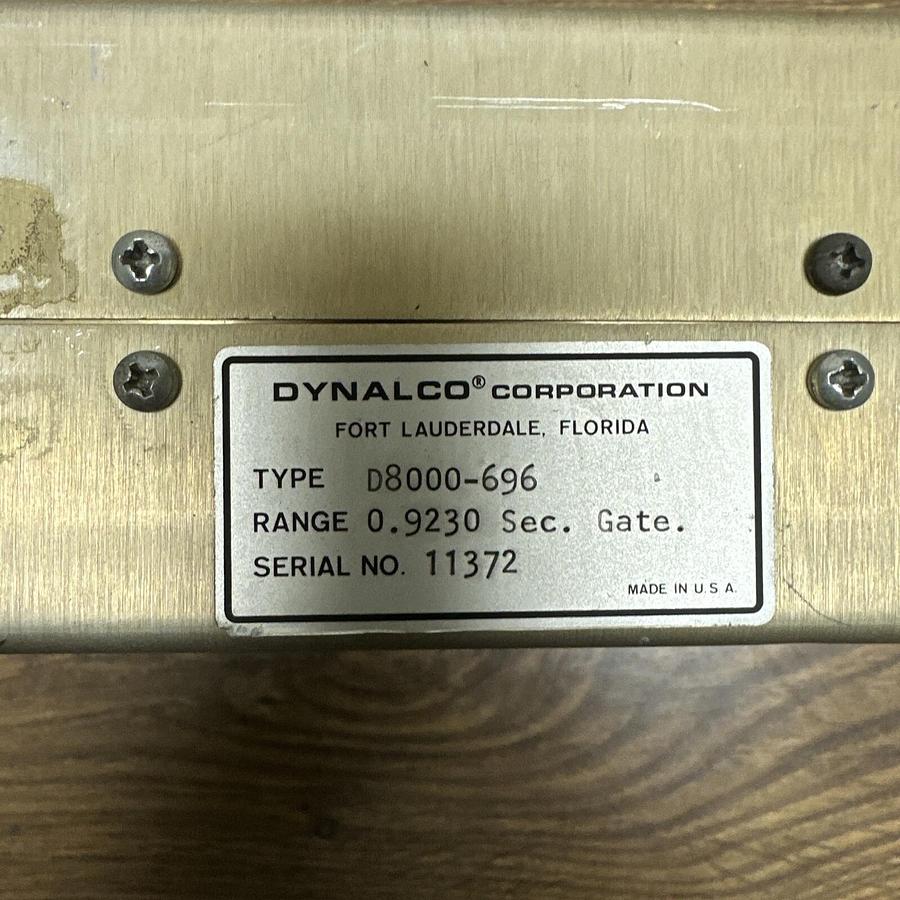 DYNALCO® CORPORATION
FORT LAUDERDALE, FLORIDA
TYPE D8000-696
RANGE 0.9230 Sec. Gate.
SERIAL NO. 11372
MADE IN U.S A.